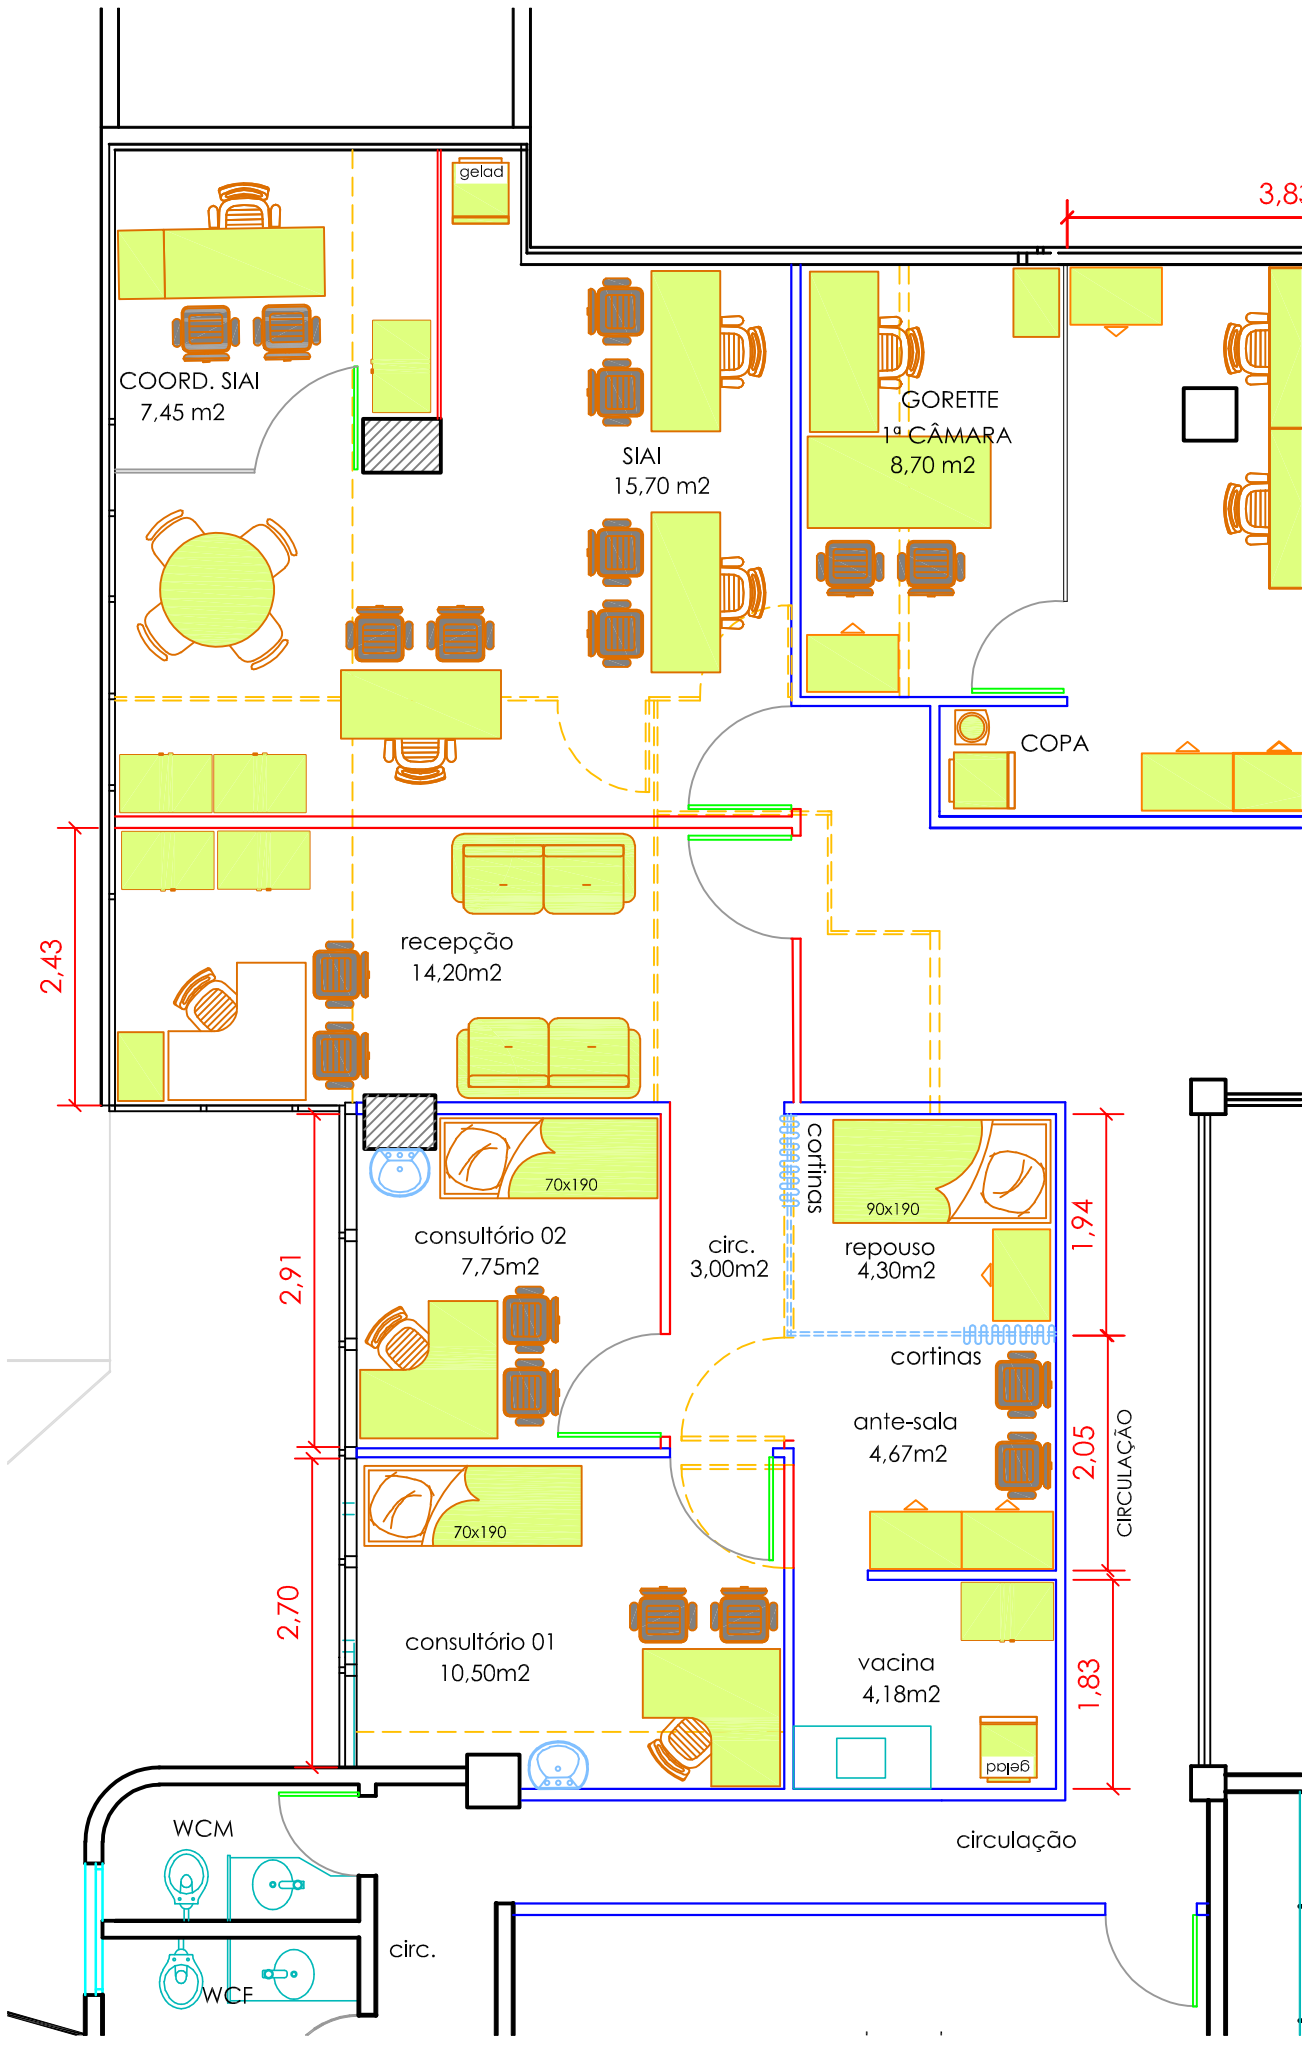 gelad
3,83
COORD. SIAI
7,45 m2
GORETTE
1ª CÂMARA
8,70 m2
SIAI
15,70 m2
COPA
2,43
recepção
14,20m2
cortinas
70x190
90x190
consultório 02
7,75m2
circ.
3,00m2
repouso
4,30m2
1,94
2,91
cortinas
ante-sala
4,67m2
2,05
CIRCULAÇÃO
70x190
2,70
consultório 01
10,50m2
vacina
4,18m2
1,83
gelad
WCM
circulação
circ.
WCF